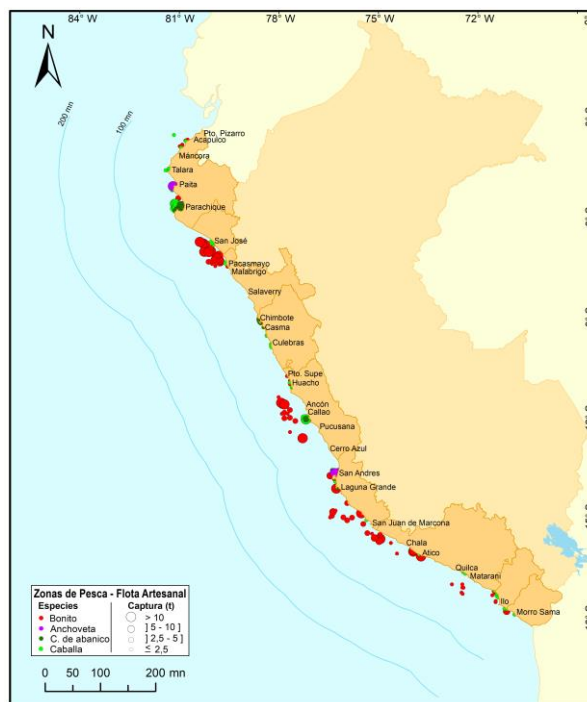 84° W
81° W
78° W
75° W
72° W
N
200 mn
100 mn
Pto. Pizarro
Acapulco
Máncora
Talara
Paita
Parachique
San José
Pacasmayo
Malabrigo
Salaverry
Chimbote
Casma
Culebras
Pto. Supe
Huacho
Ancón
Callao
Pucusana
Cerro Azul
San Andres
Laguna Grande
San Juan de Marcona
Chala
Atico
Quilca
Matarani
Ilo
Morro Sama
Zonas de Pesca - Flota Artesanal
Especies Captura (t)
Bonito > 10
Anchoveta ] 5 - 10 ]
C. de abanico ] 2,5 - 5 ]
Caballa ≤ 2,5
0 50 100 200 mn